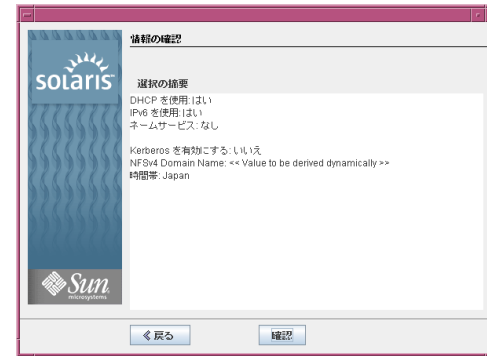 情報の確認
solaris
選択の摘要
DHCP を使用: はい
IPv6 を使用: はい
ネームサービス: なし
Kerberos を有効にする: いいえ
NFSv4 Domain Name: << Value to be derived dynamically >>
時間帯: Japan
Sun
microsystems
戻る
確認